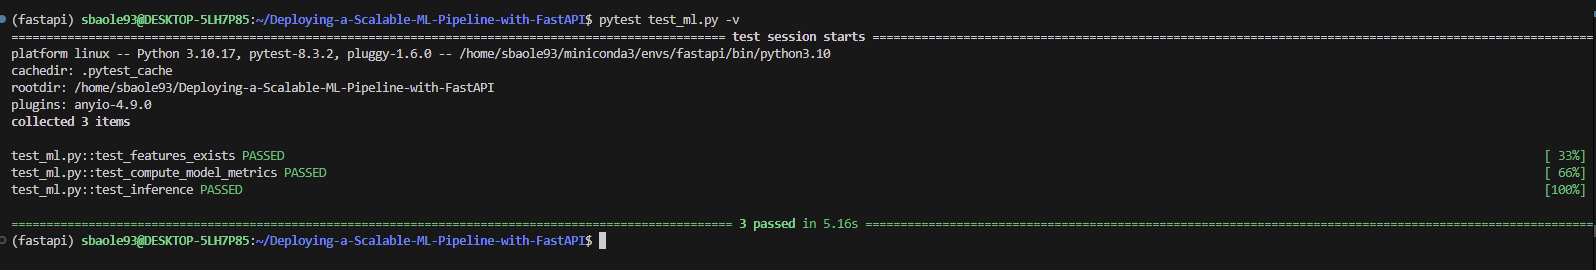 (fastapi) sbaole93@DESKTOP-5LH7P85:~/Deploying-a-Scalable-ML-Pipeline-with-FastAPI$ pytest test_ml.py -v
======================================================================================================= test session starts =======================================================================================================
platform linux -- Python 3.10.17, pytest-8.3.2, pluggy-1.6.0 -- /home/sbaole93/miniconda3/envs/fastapi/bin/python3.10
cachedir: .pytest_cache
rootdir: /home/sbaole93/Deploying-a-Scalable-ML-Pipeline-with-FastAPI
plugins: anyio-4.9.0
collected 3 items
test_ml.py::test_features_exists PASSED [ 33%]
test_ml.py::test_compute_model_metrics PASSED [ 66%]
test_ml.py::test_inference PASSED [100%]
======================================================================================================== 3 passed in 5.16s ========================================================================================================
(fastapi) sbaole93@DESKTOP-5LH7P85:~/Deploying-a-Scalable-ML-Pipeline-with-FastAPI$